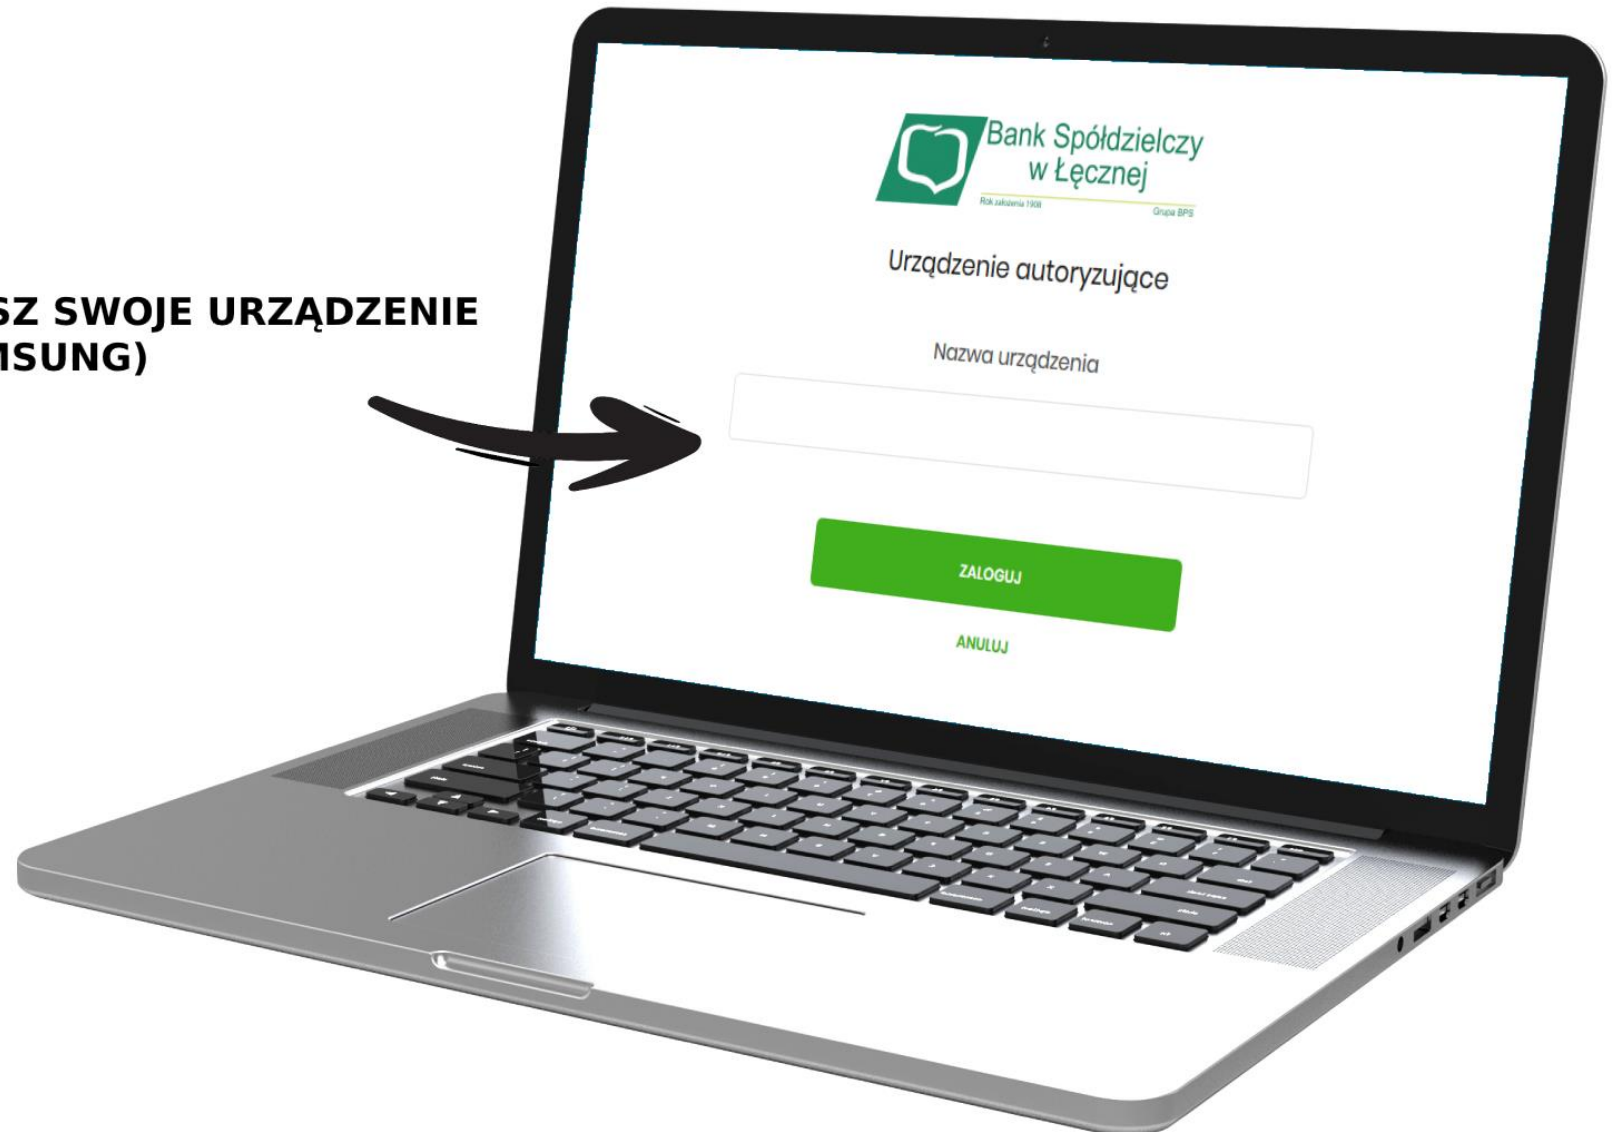 Bank Spółdzielczy
w Łęcznej
Rok założenia 1908 Grupa BPS
Urządzenie autoryzujące
SZ SWOJE URZĄDZENIE
MSUNG)
Nazwa urządzenia
ZALOGUJ
ANULUJ